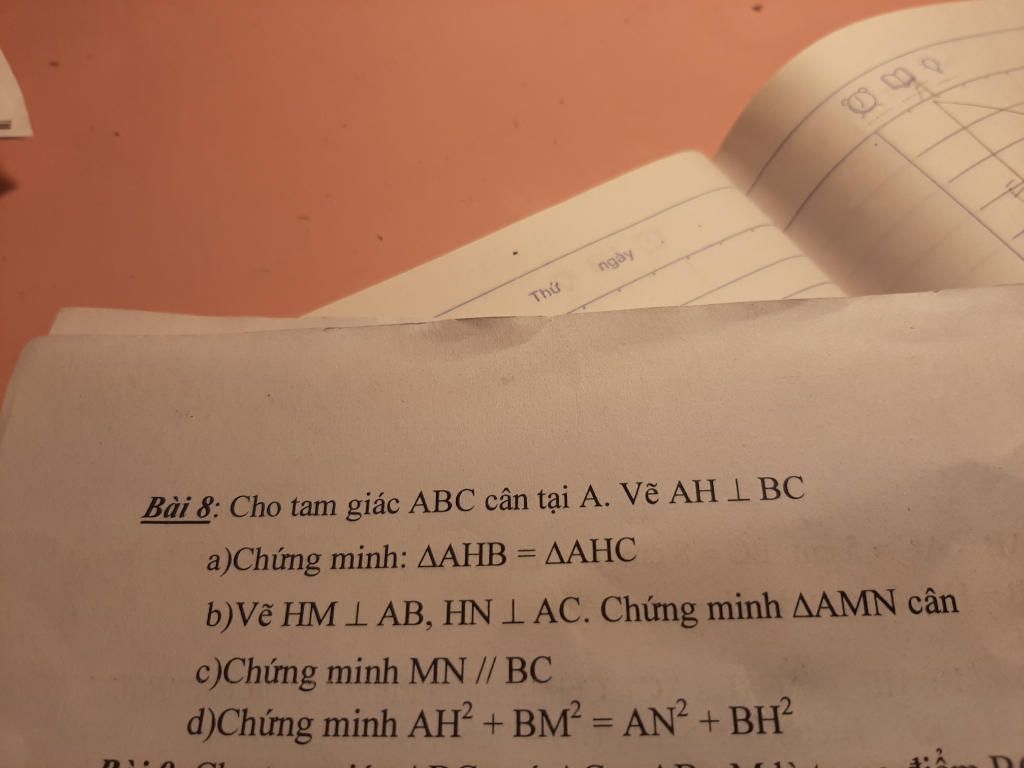 Thứ ngày
Bài 8: Cho tam giác ABC cân tại A. Vẽ AH ⊥ BC
a)Chứng minh: ΔAHB = ΔAHC
b)Vẽ HM ⊥ AB, HN ⊥ AC. Chứng minh ΔAMN cân
c)Chứng minh MN // BC
d)Chứng minh AH² + BM² = AN² + BH²